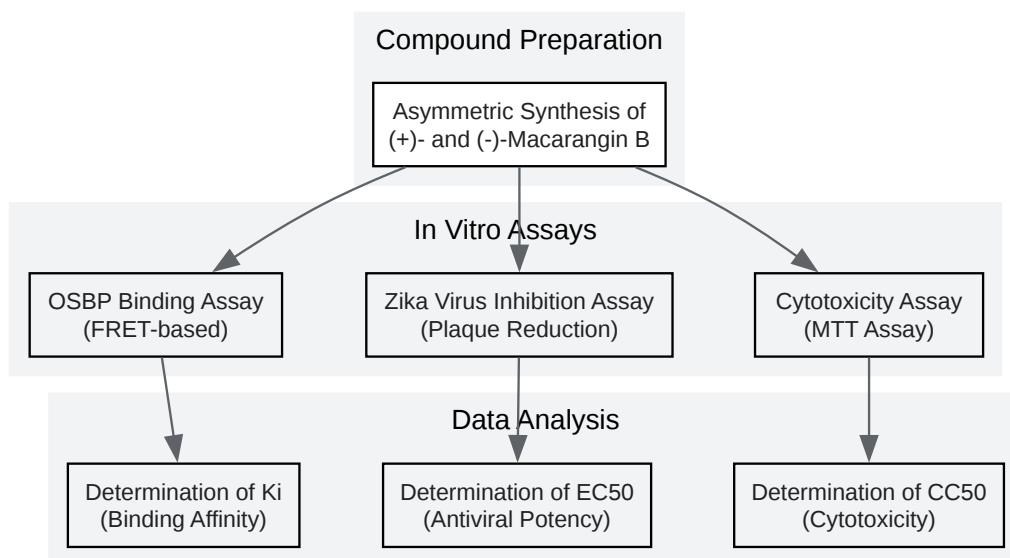 Compound Preparation
Asymmetric Synthesis of
(+)- and (-)-Macarangin B
In Vitro Assays
OSBP Binding Assay
(FRET-based)
Zika Virus Inhibition Assay
(Plaque Reduction)
Cytotoxicity Assay
(MTT Assay)
Data Analysis
Determination of Ki
(Binding Affinity)
Determination of EC50
(Antiviral Potency)
Determination of CC50
(Cytotoxicity)